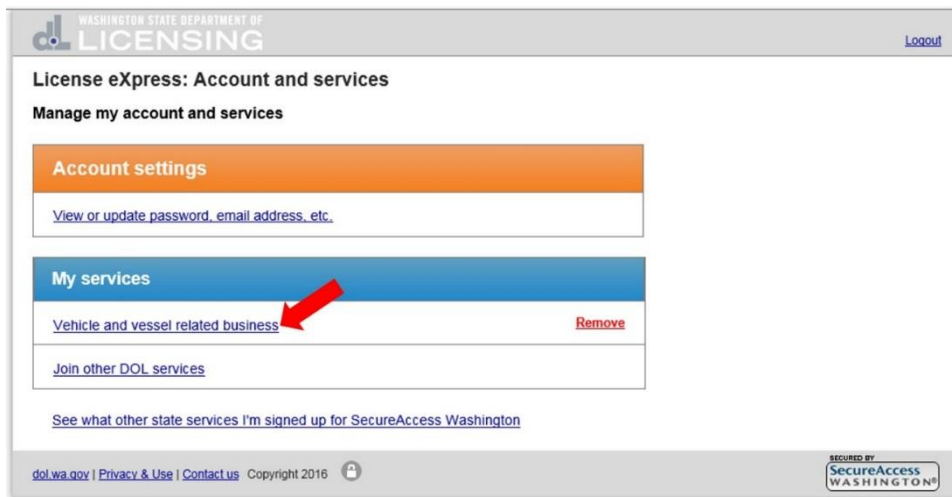 WASHINGTON STATE DEPARTMENT OF
dol LICENSING
Logout
License eXpress: Account and services
Manage my account and services
Account settings
View or update password, email address, etc.
My services
Vehicle and vessel related business Remove
Join other DOL services
See what other state services I'm signed up for SecureAccess Washington
dol.wa.gov | Privacy & Use | Contact us Copyright 2016
SECURED BY
SecureAccess
WASHINGTON®